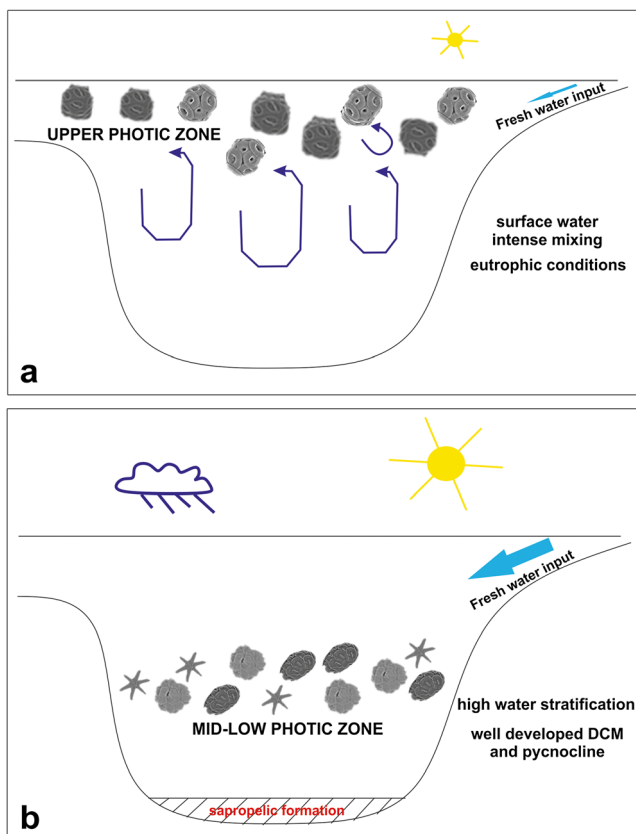 Fresh water input
UPPER PHOTIC ZONE
surface water
intense mixing
eutrophic conditions
a
Fresh water input
MID-LOW PHOTIC ZONE
high water stratification
well developed DCM
and pycnocline
sapropelic formation
b